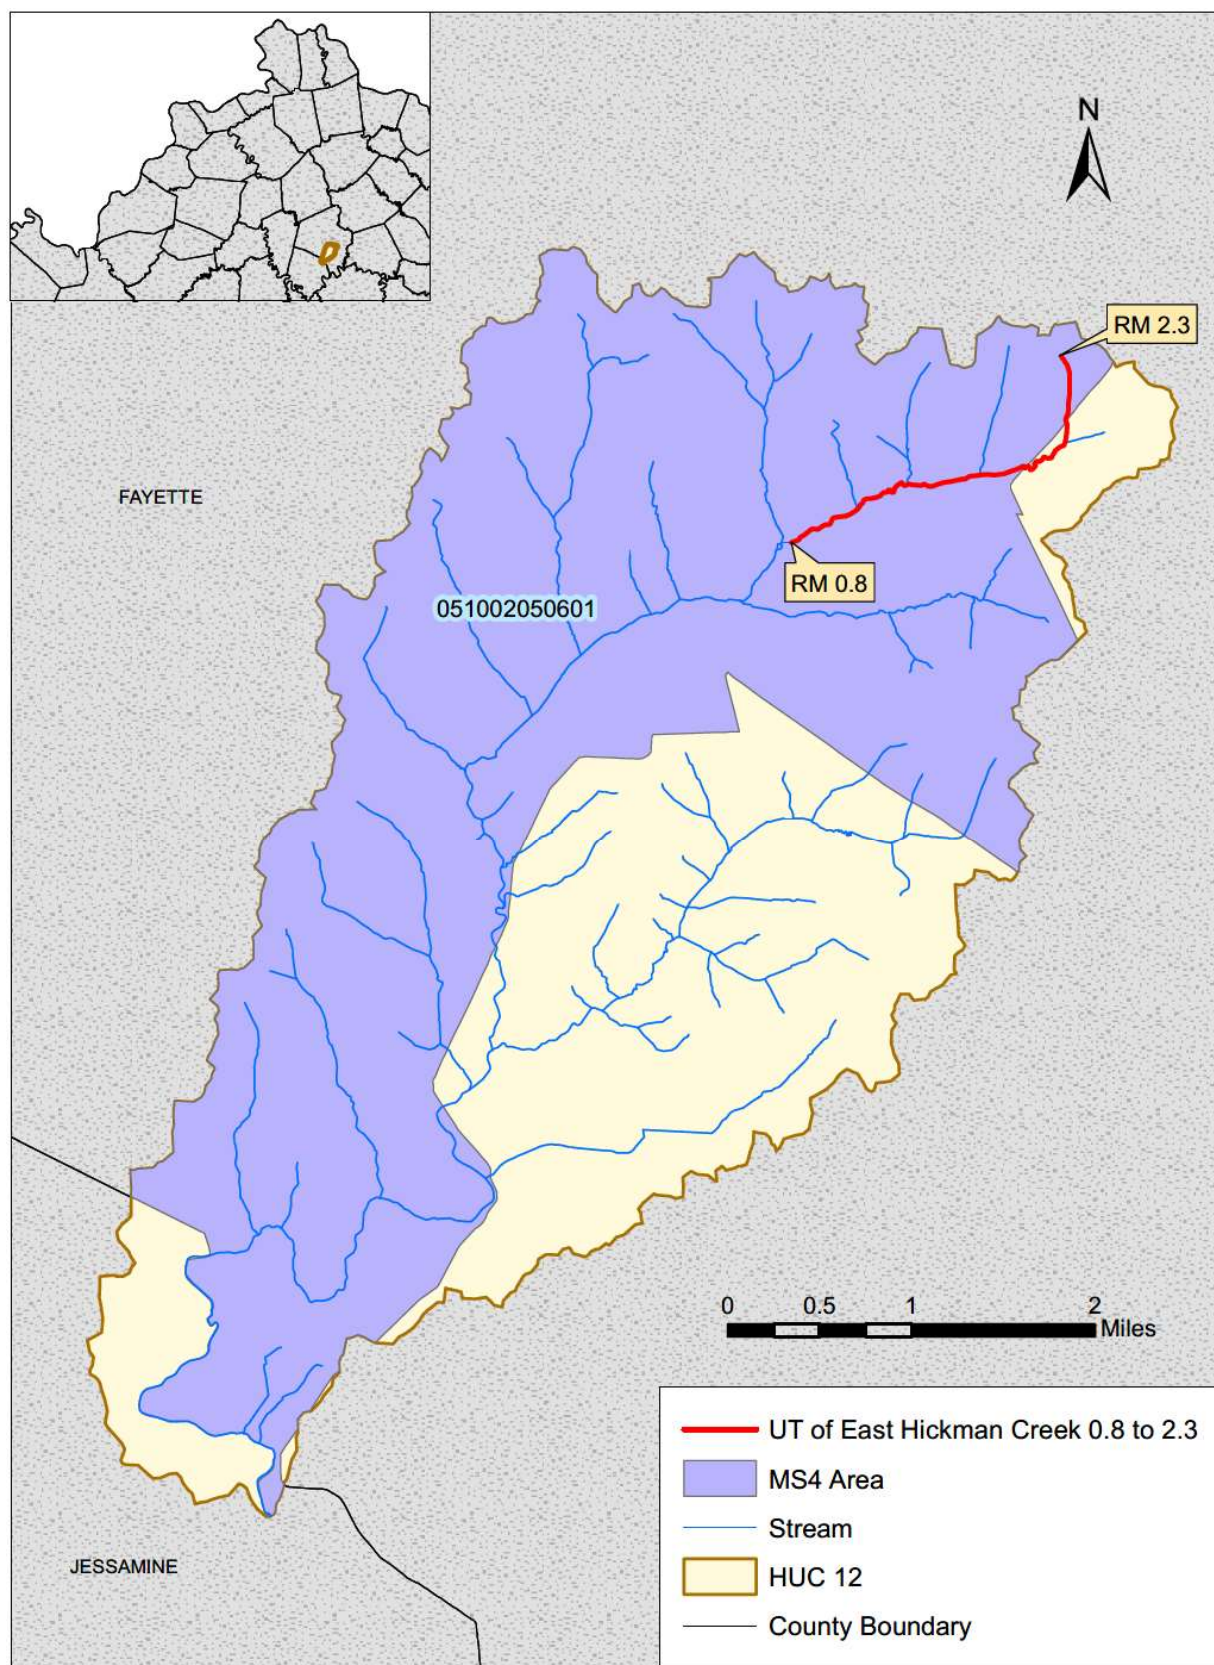 N
RM 2.3
FAYETTE
RM 0.8
051002050601
0 0.5 1 2
Miles
UT of East Hickman Creek 0.8 to 2.3
MS4 Area
Stream
HUC 12
County Boundary
JESSAMINE